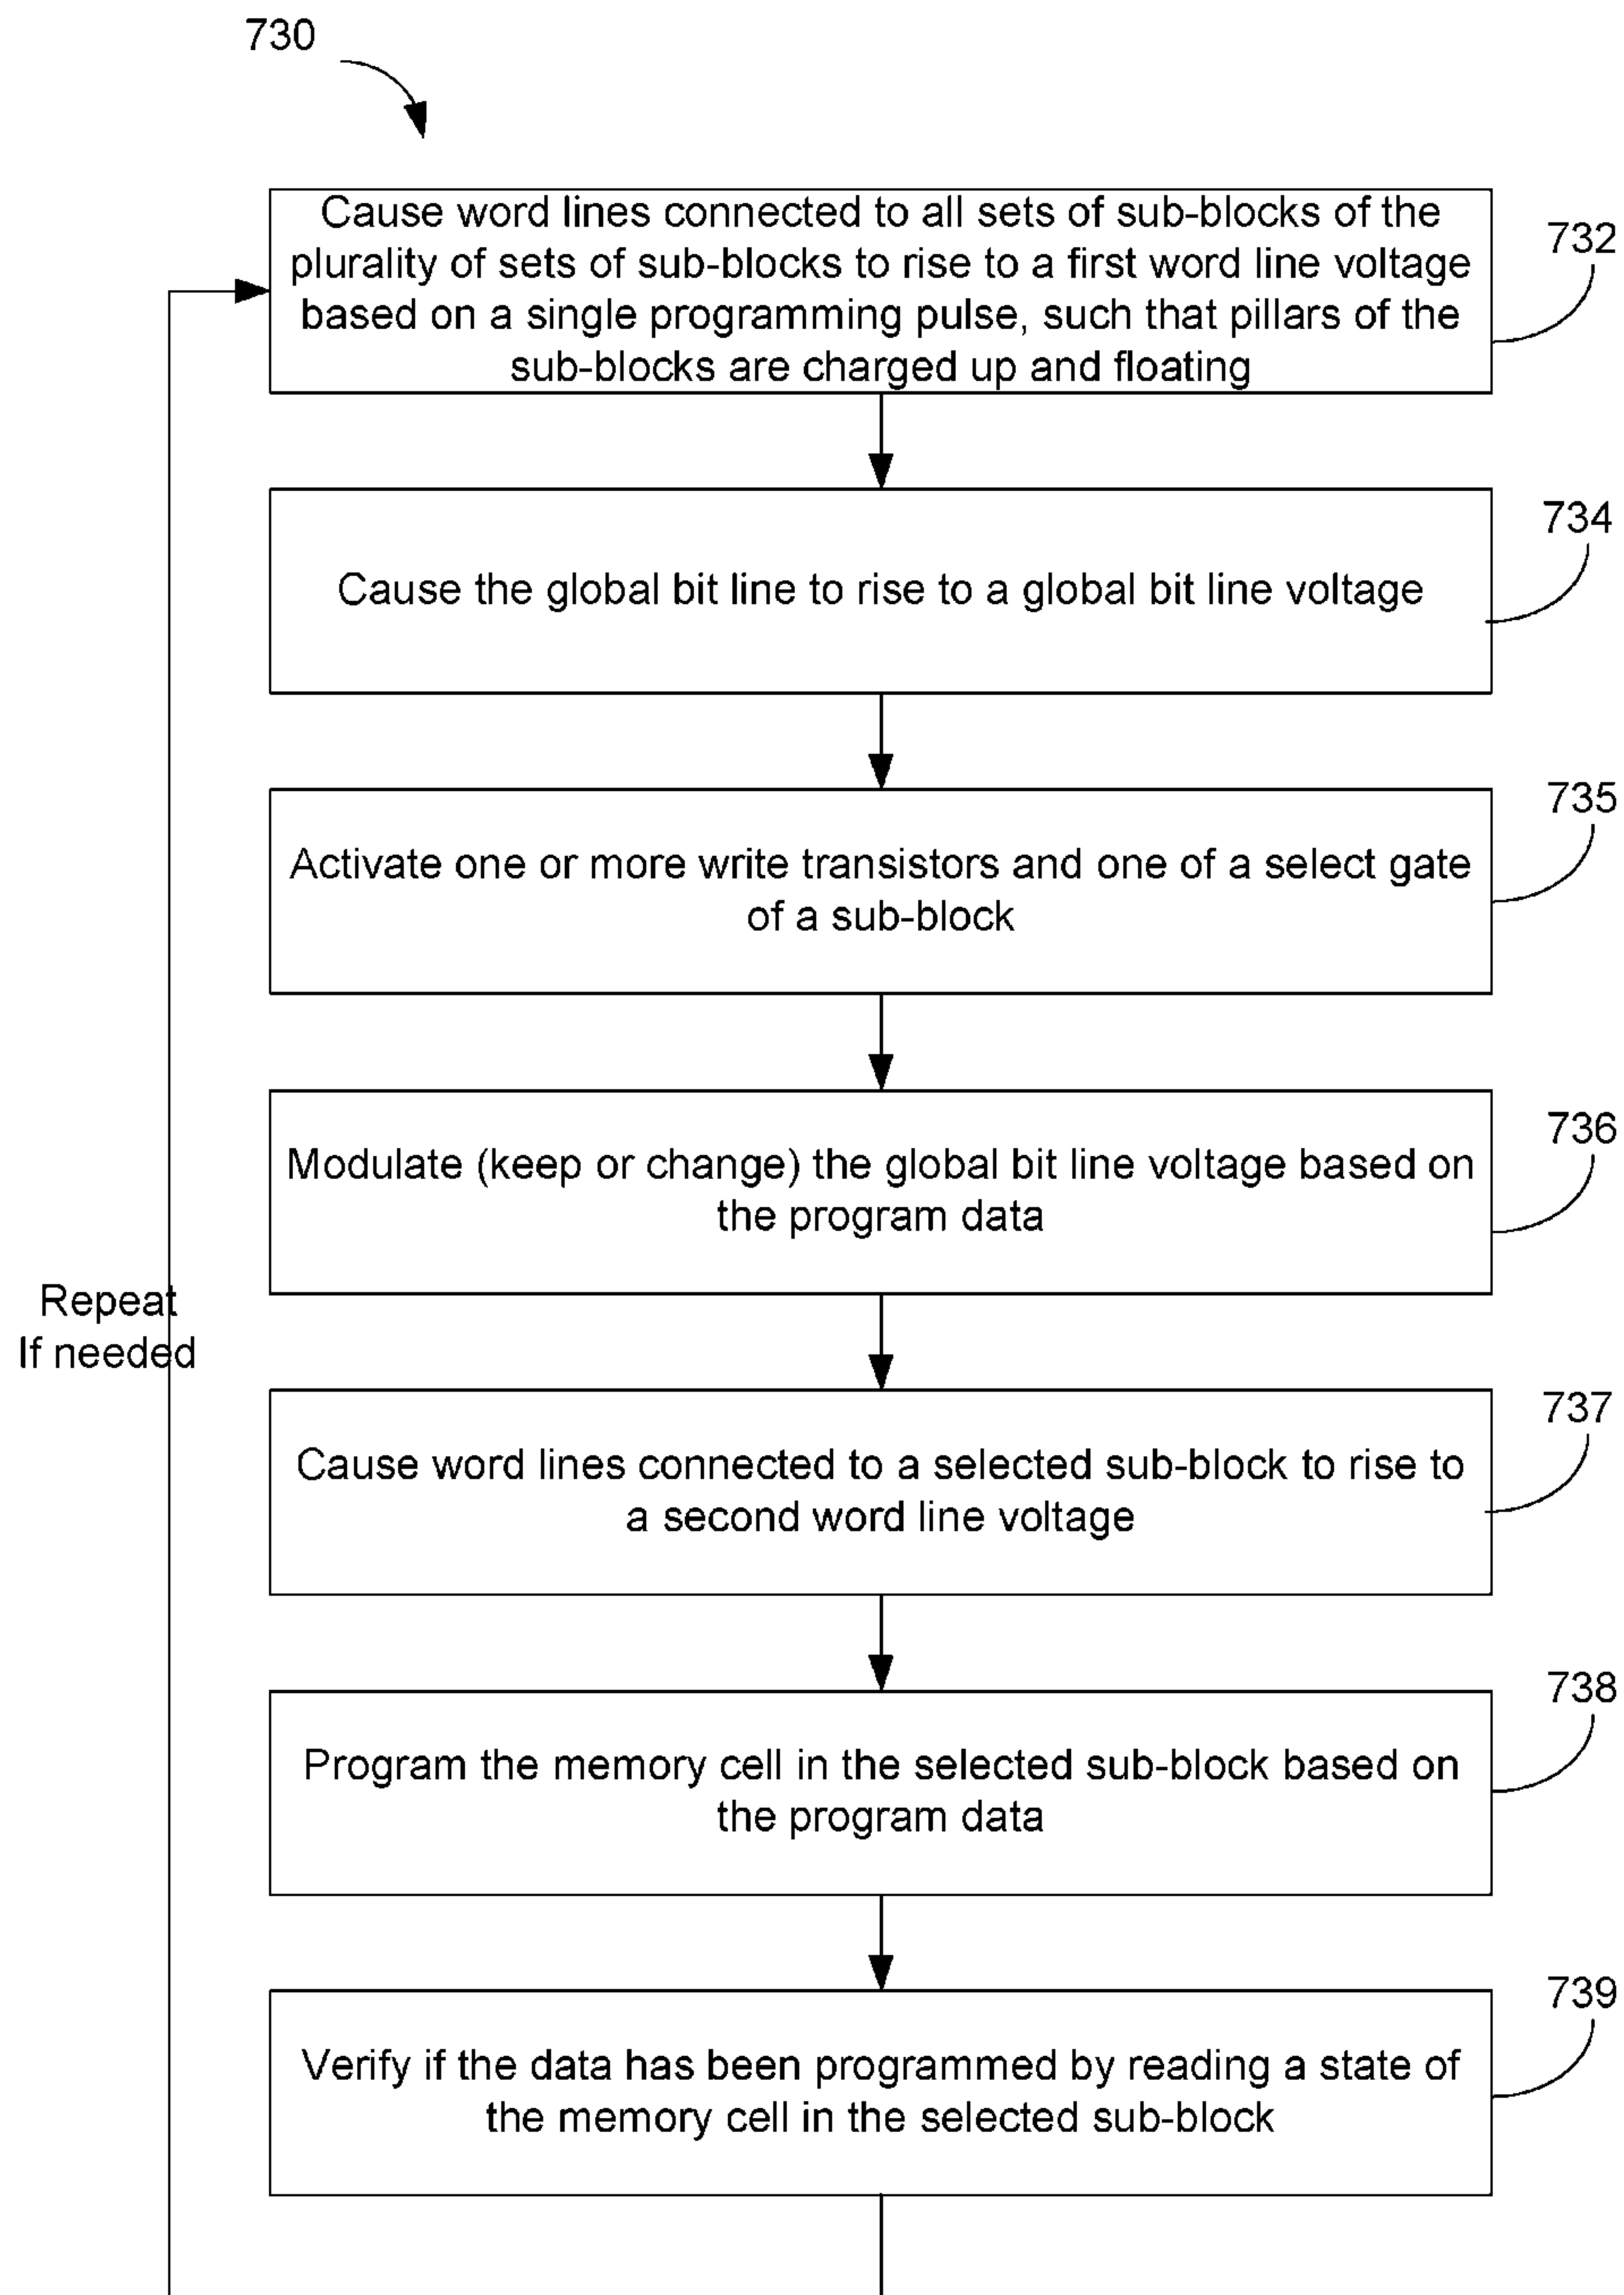 730
Cause word lines connected to all sets of sub-blocks of the
plurality of sets of sub-blocks to rise to a first word line voltage
based on a single programming pulse, such that pillars of the
sub-blocks are charged up and floating
732
Cause the global bit line to rise to a global bit line voltage
734
Activate one or more write transistors and one of a select gate
of a sub-block
735
Modulate (keep or change) the global bit line voltage based on
the program data
736
Repeat
If needed
Cause word lines connected to a selected sub-block to rise to
a second word line voltage
737
Program the memory cell in the selected sub-block based on
the program data
738
Verify if the data has been programmed by reading a state of
the memory cell in the selected sub-block
739